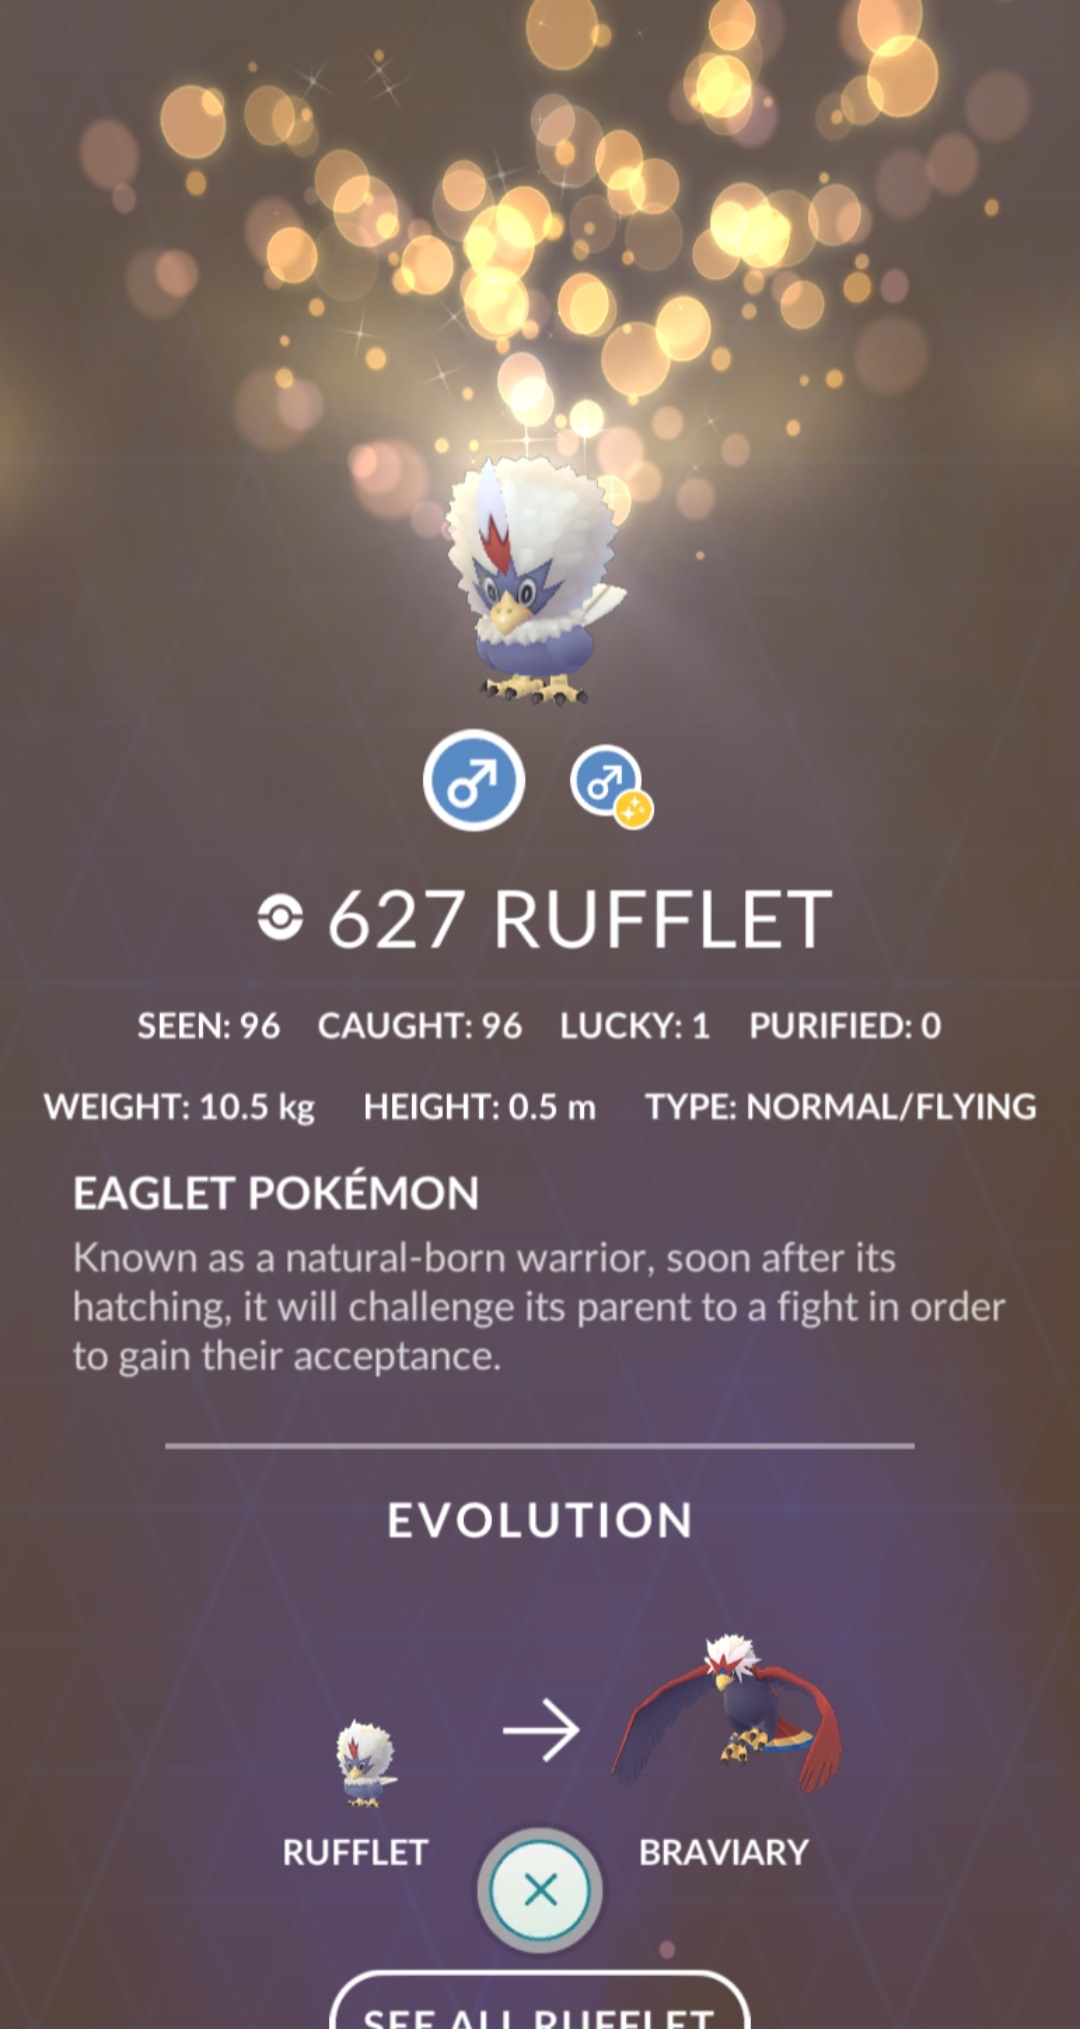 627 RUFFLET
SEEN: 96 CAUGHT: 96 LUCKY: 1 PURIFIED: 0
WEIGHT: 10.5 kg HEIGHT: 0.5 m TYPE: NORMAL/FLYING
EAGLET POKÉMON
Known as a natural-born warrior, soon after its
hatching, it will challenge its parent to a fight in order
to gain their acceptance.
EVOLUTION
RUFFLET BRAVIARY
SEE ALL RUFFLET